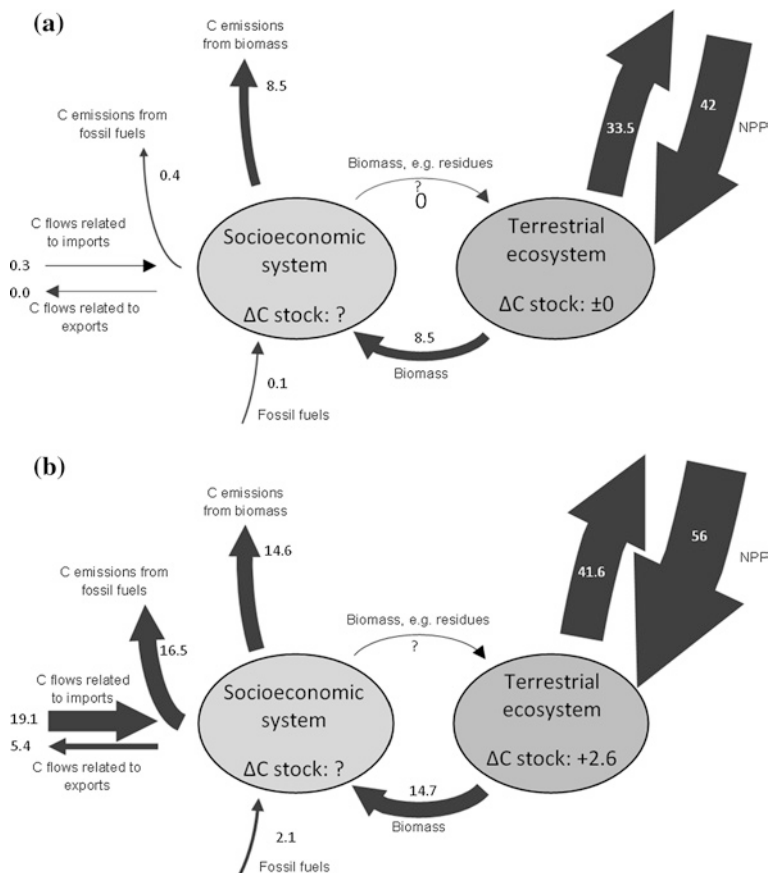 (a)
C emissions
from biomass
8.5
C emissions from
fossil fuels
0.4
33.5
42
NPP
Biomass, e.g. residues
?
0
C flows related
to imports
0.3
0.0
C flows related to
exports
Socioeconomic
system
ΔC stock: ?
Terrestrial
ecosystem
ΔC stock: ±0
8.5
Biomass
0.1
Fossil fuels
(b)
C emissions
from biomass
14.6
C emissions from
fossil fuels
16.5
41.6
56
NPP
Biomass, e.g. residues
?
C flows related
to imports
19.1
5.4
C flows related to
exports
Socioeconomic
system
ΔC stock: ?
Terrestrial
ecosystem
ΔC stock: +2.6
14.7
Biomass
2.1
Fossil fuels